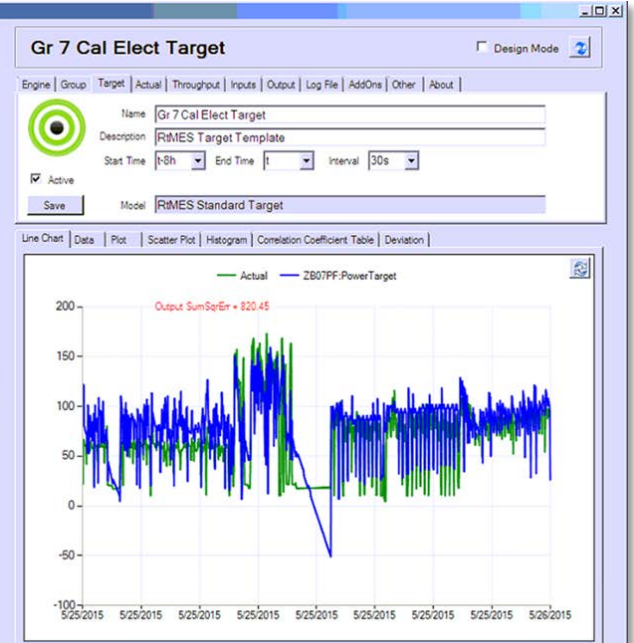 Gr 7 Cal Elect Target
Design Mode
Engine Group Target Actual Throughput Inputs Output Log File AddOns Other About
Name Gr 7 Cal Elect Target
Description RtMES Target Template
Start Time t-8h End Time t Interval 30s
Active
Save Model RtMES Standard Target
Line Chart Data Plot Scatter Plot Histogram Correlation Coefficient Table Deviation
Actual ZB07PF:PowerTarget
Output SumSqrErr = 820.45
200
150
100
50
0
-50
-100
5/25/2015 5/25/2015 5/25/2015 5/25/2015 5/25/2015 5/25/2015 5/25/2015 5/25/2015 5/26/2015